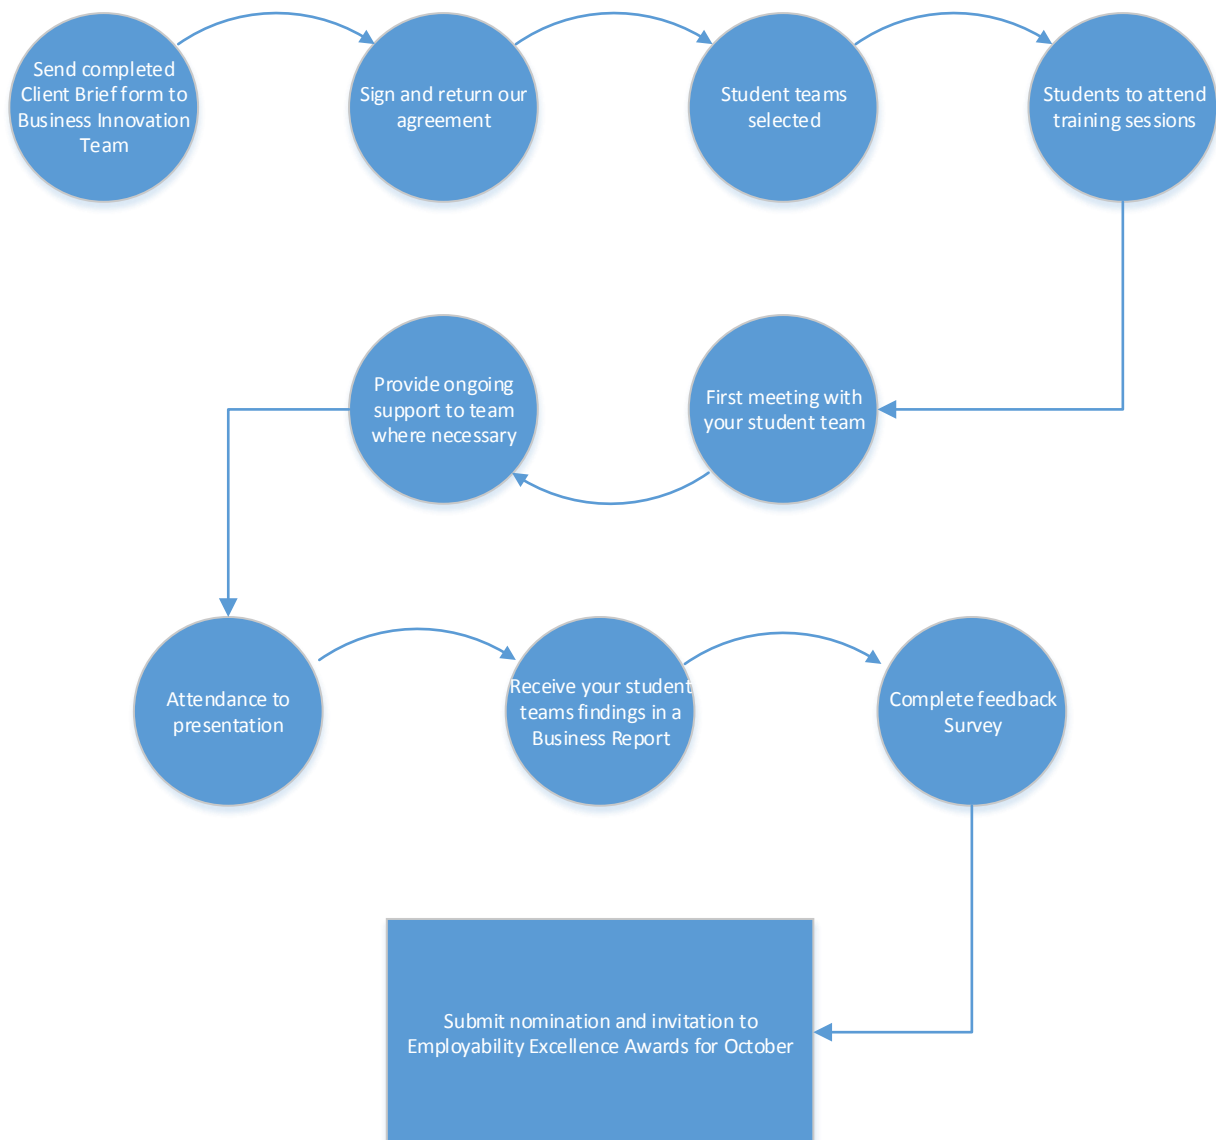 Send completed
Client Brief form to
Business Innovation
Team
Sign and return our
agreement
Student teams
selected
Students to attend
training sessions
First meeting with
your student team
Provide ongoing
support to team
where necessary
Attendance to
presentation
Receive your student
teams findings in a
Business Report
Complete feedback
Survey
Submit nomination and invitation to
Employability Excellence Awards for October